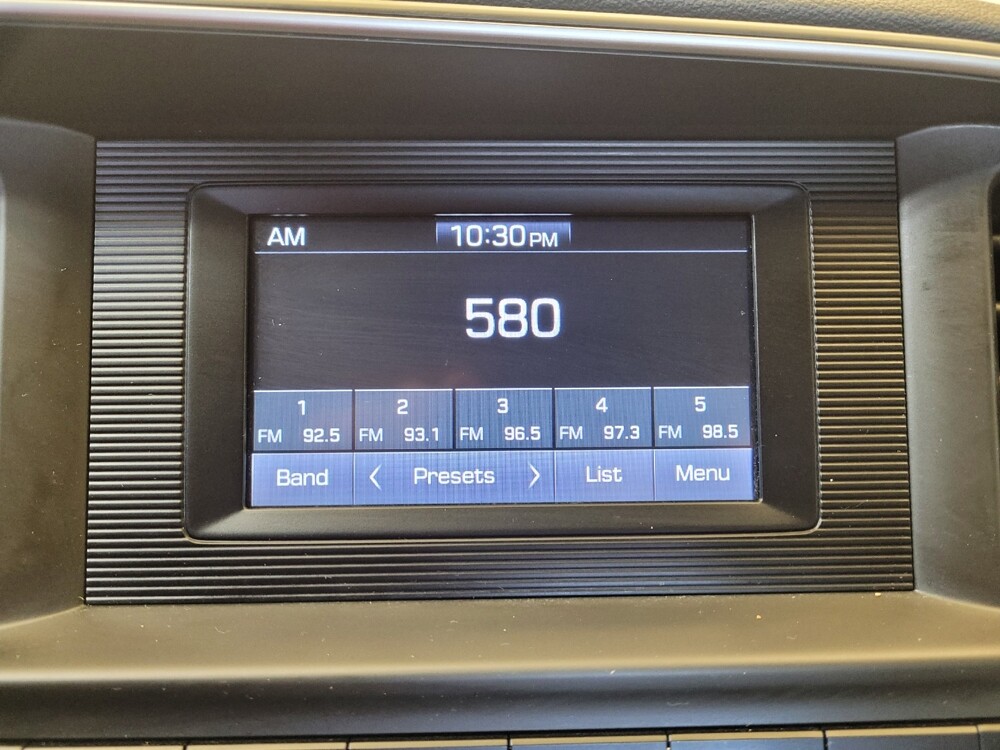 AM 10:30 PM
580
1 2 3 4 5
FM 92.5 FM 93.1 FM 96.5 FM 97.3 FM 98.5
Band < Presets > List Menu